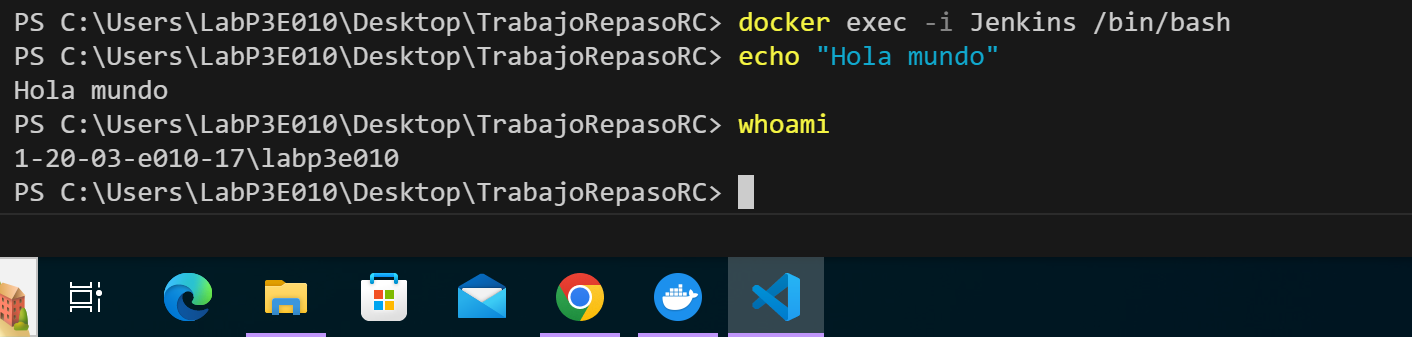 PS C:\Users\LabP3E010\Desktop\TrabajoRepasoRC> docker exec -i Jenkins /bin/bash
PS C:\Users\LabP3E010\Desktop\TrabajoRepasoRC> echo "Hola mundo"
Hola mundo
PS C:\Users\LabP3E010\Desktop\TrabajoRepasoRC> whoami
1-20-03-e010-17\labp3e010
PS C:\Users\LabP3E010\Desktop\TrabajoRepasoRC>